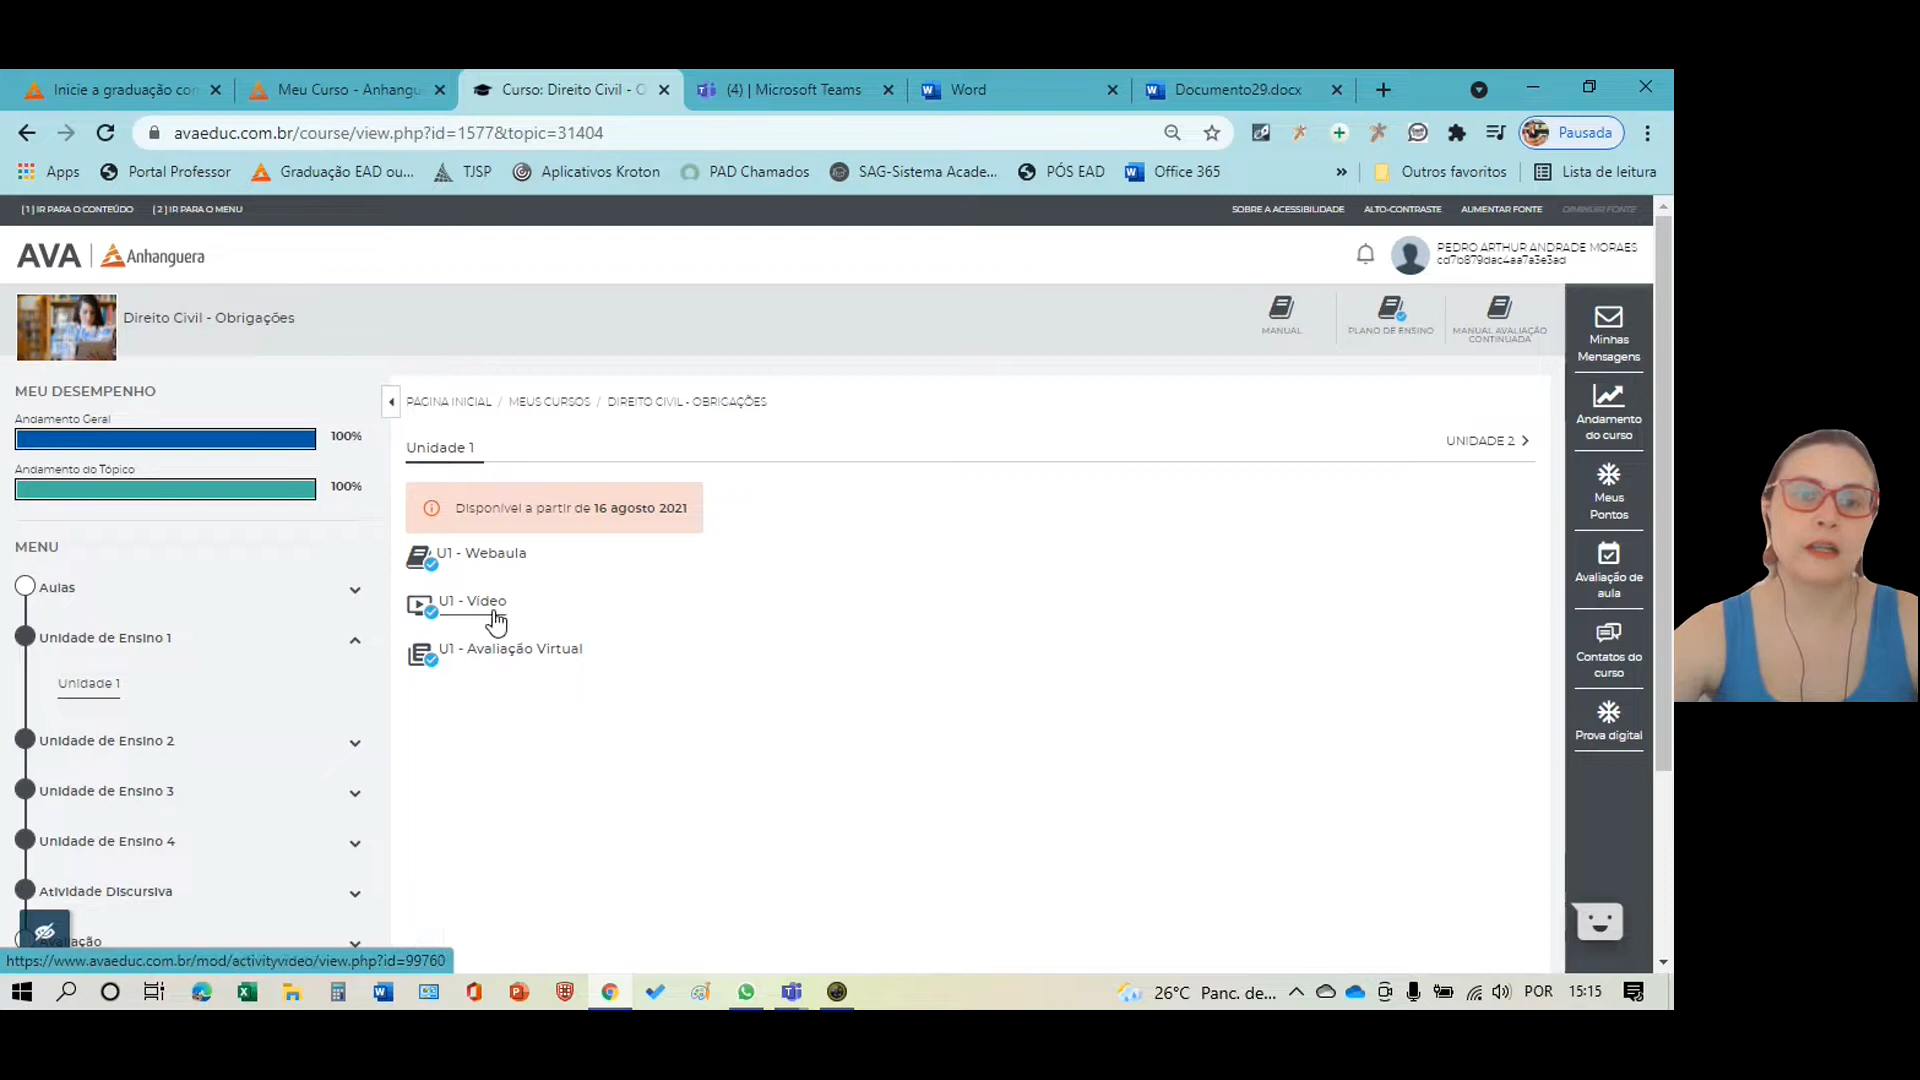 Inicie a graduação con
Meu Curso - Anhangu
Curso: Direito Civil - O
(4) | Microsoft Teams
Word
Documento29.docx
avaeduc.com.br/course/view.php?id=1577&topic=31404
Pausada
Apps
Portal Professor
Graduação EAD ou...
TJSP
Aplicativos Kroton
PAD Chamados
SAG-Sistema Acade...
PÓS EAD
Office 365
»
Outros favoritos
Lista de leitura
[1] IR PARA O CONTEÚDO
[2] IR PARA O MENU
SOBRE A ACESSIBILIDADE
ALTO-CONTRASTE
AUMENTAR FONTE
DIMINUIR FONTE
AVA | Anhanguera
PEDRO ARTHUR ANDRADE MORAES
cd7b879dac4aa7a3e3ad
Direito Civil - Obrigações
MANUAL
PLANO DE ENSINO
MANUAL AVALIAÇÃO
CONTINUADA
MEU DESEMPENHO
Andamento Geral
100%
Andamento do Tópico
100%
MENU
Aulas
Unidade de Ensino 1
Unidade 1
Unidade de Ensino 2
Unidade de Ensino 3
Unidade de Ensino 4
Atividade Discursiva
Avaliação
PÁGINA INICIAL / MEUS CURSOS / DIREITO CIVIL - OBRIGAÇÕES
Unidade 1
UNIDADE 2
Disponível a partir de 16 agosto 2021
U1 - Webaula
U1 - Vídeo
U1 - Avaliação Virtual
Minhas
Mensagens
Andamento
do curso
Meus
Pontos
Avaliação de
aula
Contatos do
curso
Prova digital
https://www.avaeduc.com.br/mod/activityvideo/view.php?id=99760
26°C Panc. de...
POR
15:15